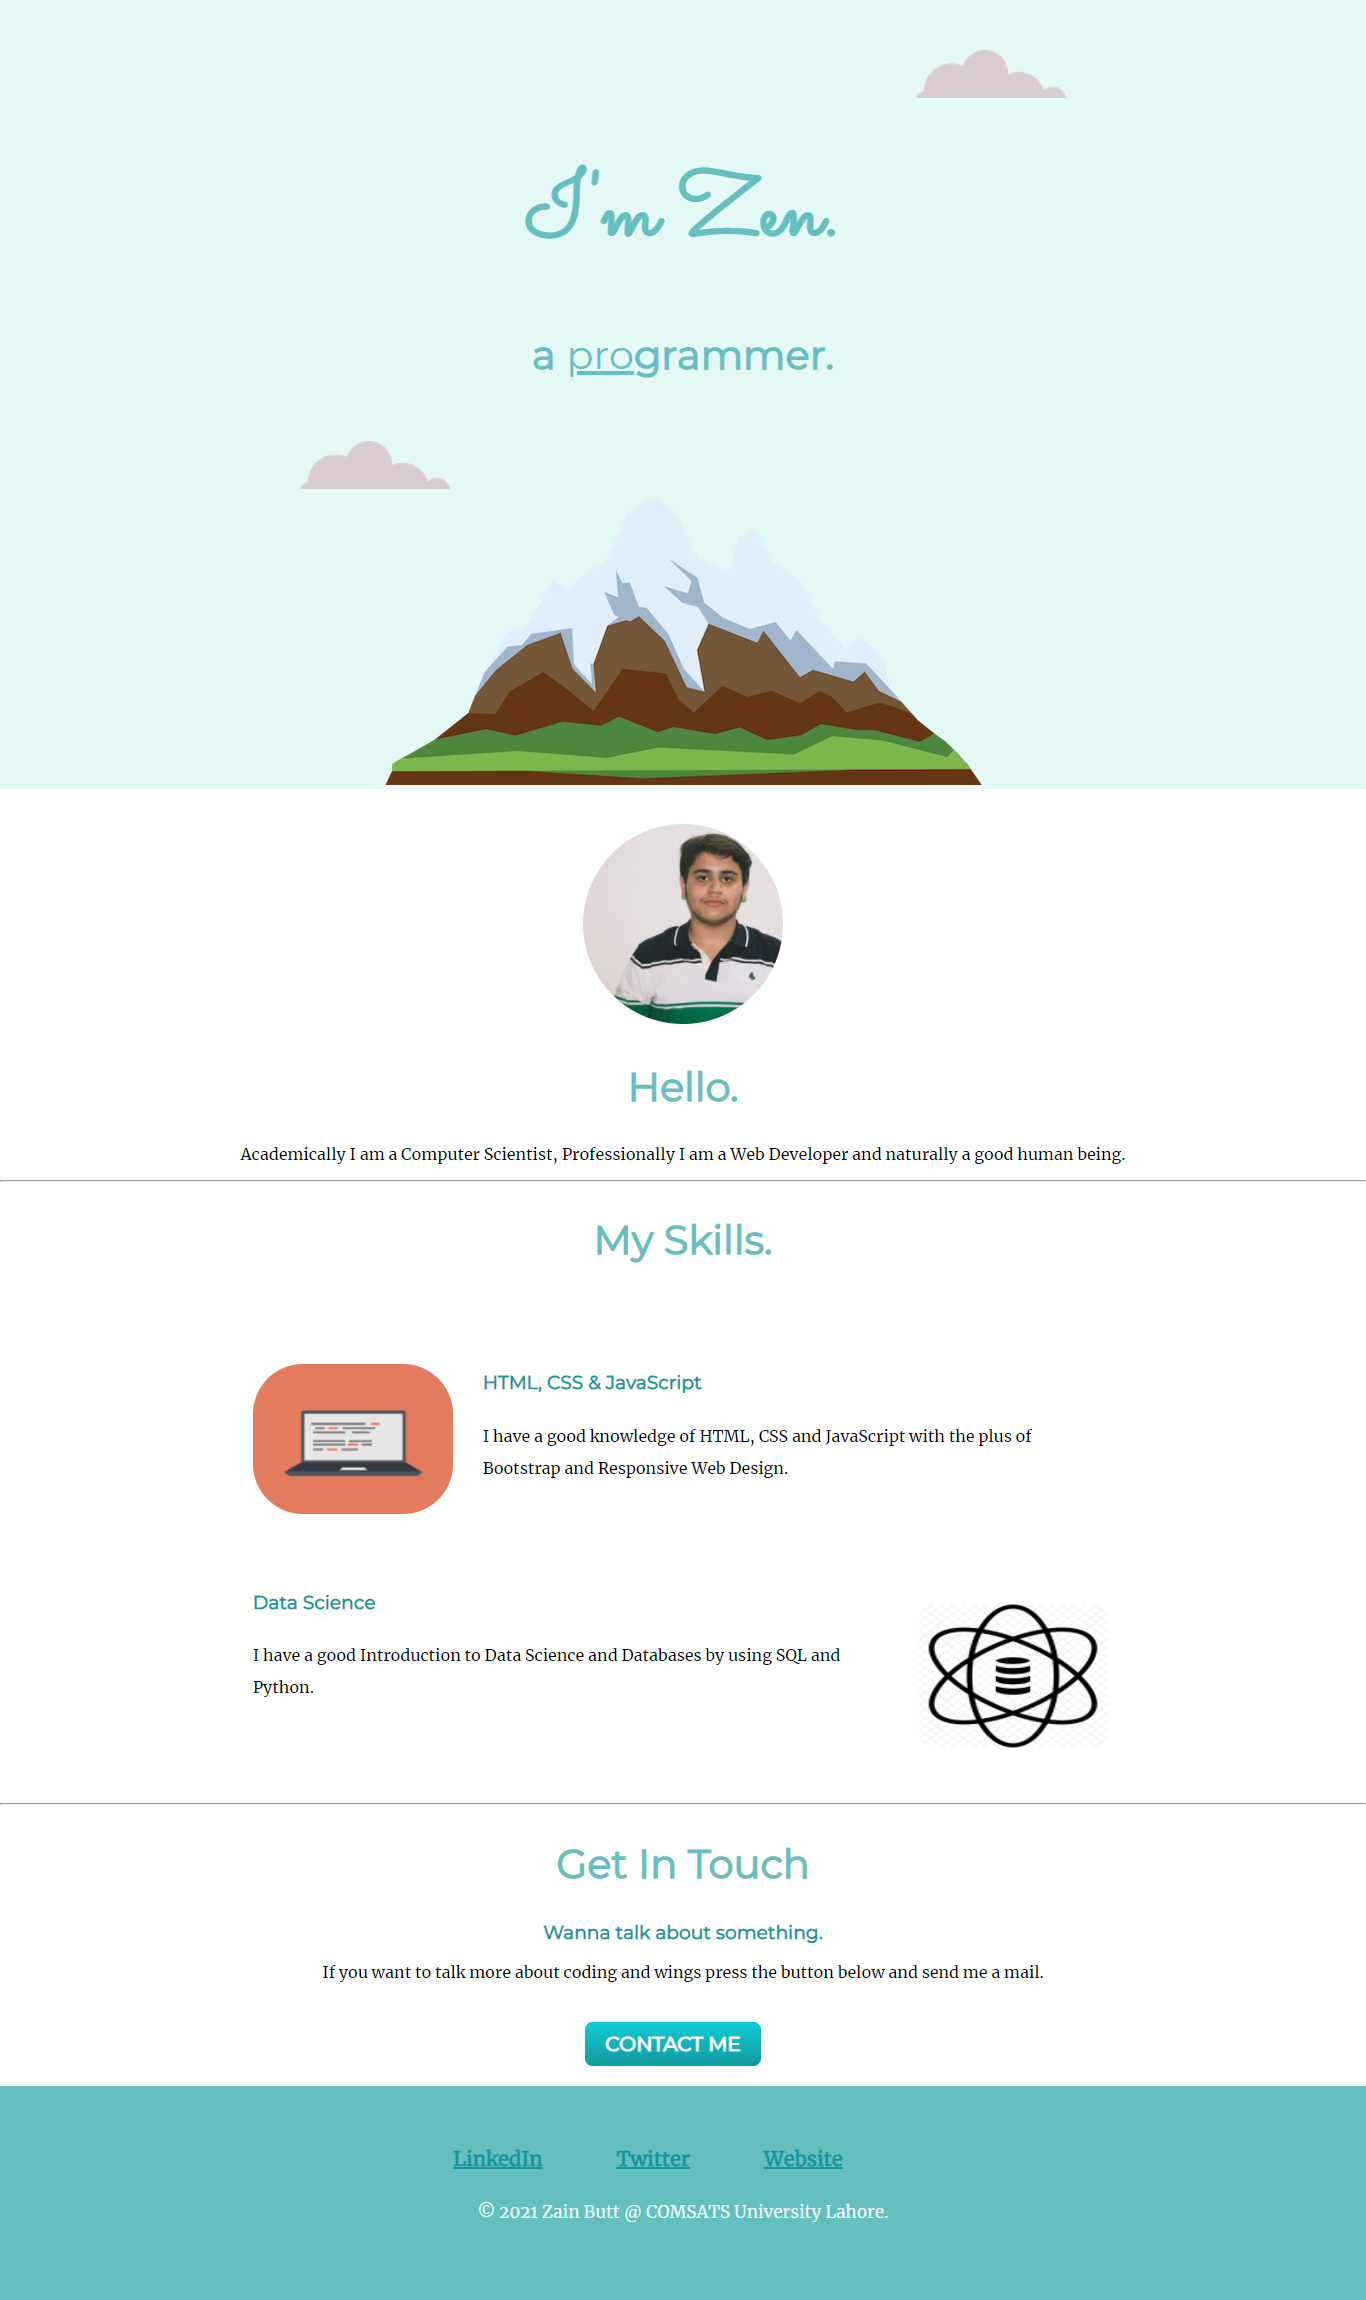 I'm Zen.
a programmer.
Hello.
Academically I am a Computer Scientist, Professionally I am a Web Developer and naturally a good human being.
My Skills.
HTML, CSS & JavaScript
I have a good knowledge of HTML, CSS and JavaScript with the plus of
Bootstrap and Responsive Web Design.
Data Science
I have a good Introduction to Data Science and Databases by using SQL and
Python.
Get In Touch
Wanna talk about something.
If you want to talk more about coding and wings press the button below and send me a mail.
CONTACT ME
LinkedIn Twitter Website
© 2021 Zain Butt @ COMSATS University Lahore.